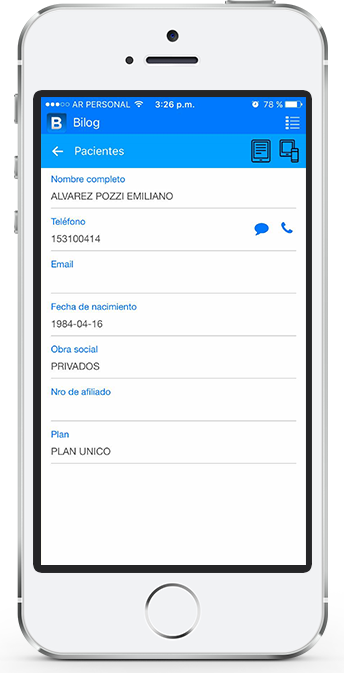 ●●●○○ AR PERSONAL 3:26 p.m. 78 %
B Bilog
Pacientes
Nombre completo
ALVAREZ POZZI EMILIANO
Teléfono
153100414
Email
Fecha de nacimiento
1984-04-16
Obra social
PRIVADOS
Nro de afiliado
Plan
PLAN UNICO